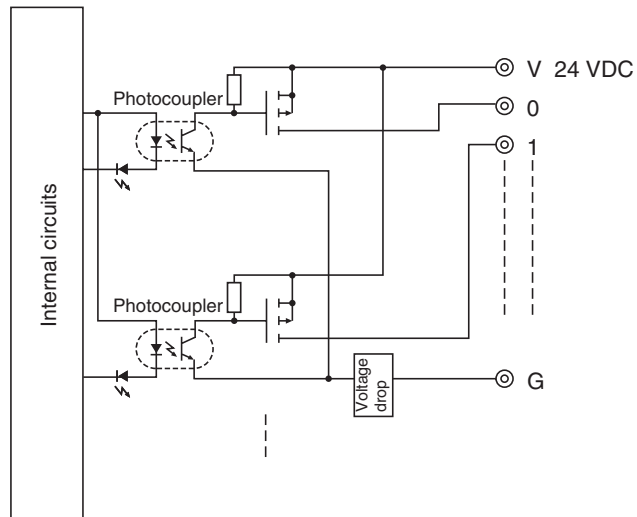 V 24 VDC
Photocoupler
0
1
Internal circuits
Photocoupler
Voltage
drop
G